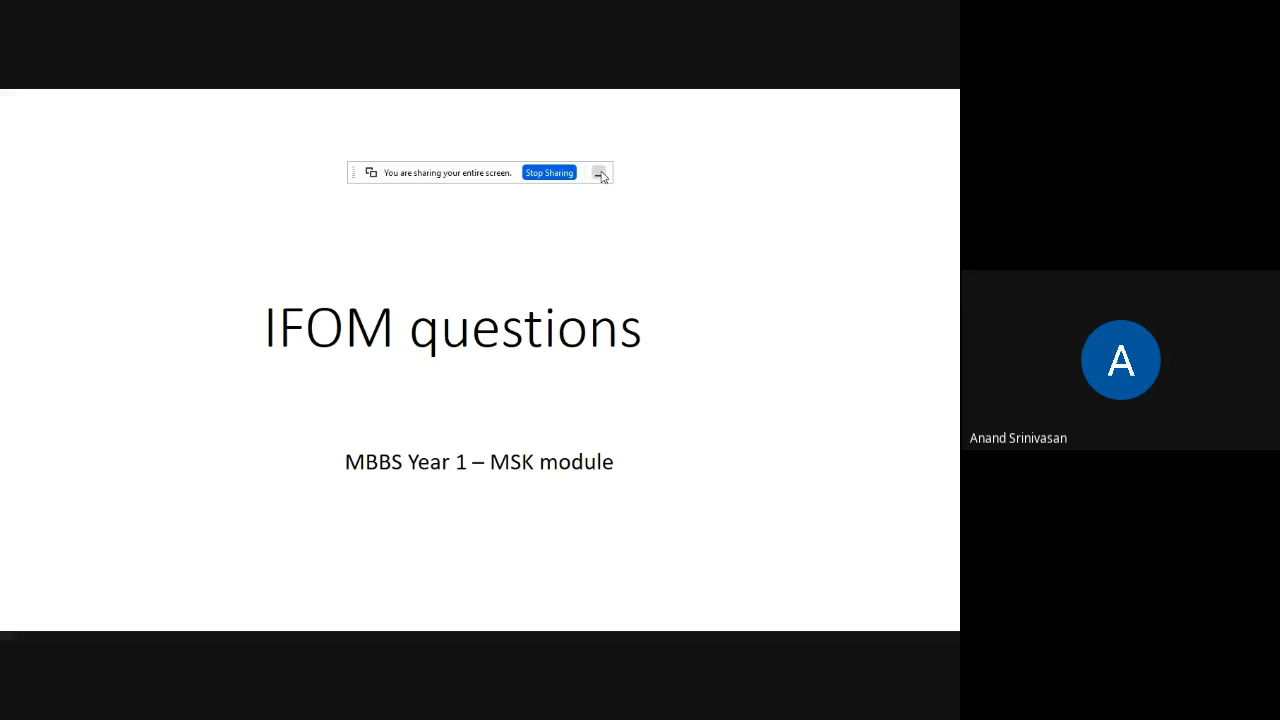 You are sharing your entire screen. Stop Sharing
IFOM questions
MBBS Year 1 – MSK module
A
Anand Srinivasan